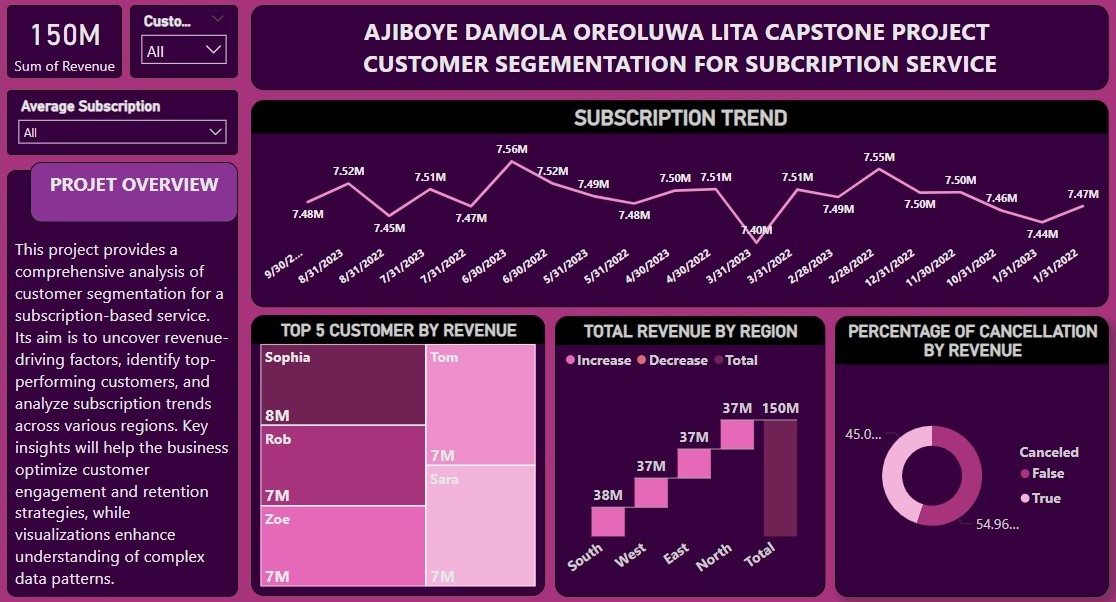 150M
Sum of Revenue
Custo...
All
Average Subscription
All
PROJET OVERVIEW
This project provides a
comprehensive analysis of
customer segmentation for a
subscription-based service.
Its aim is to uncover revenue-
driving factors, identify top-
performing customers, and
analyze subscription trends
across various regions. Key
insights will help the business
optimize customer
engagement and retention
strategies, while
visualizations enhance
understanding of complex
data patterns.
AJIBOYE DAMOLA OREOLUWA LITA CAPSTONE PROJECT
CUSTOMER SEGEMENTATION FOR SUBCRIPTION SERVICE
SUBSCRIPTION TREND
7.48M
7.52M
7.45M
7.51M
7.47M
7.56M
7.52M
7.49M
7.48M
7.50M
7.51M
7.40M
7.51M
7.49M
7.55M
7.50M
7.50M
7.46M
7.44M
7.47M
9/30/2...
8/31/2023
8/31/2022
7/31/2023
7/31/2022
6/30/2023
6/30/2022
5/31/2023
5/31/2022
4/30/2023
4/30/2022
3/31/2023
3/31/2022
2/28/2023
2/28/2022
12/31/2022
11/30/2022
10/31/2022
1/31/2023
1/31/2022
TOP 5 CUSTOMER BY REVENUE
Sophia
8M
Rob
7M
Zoe
7M
Tom
7M
Sara
7M
TOTAL REVENUE BY REGION
Increase Decrease Total
38M
37M
37M
37M
150M
South
West
East
North
Total
PERCENTAGE OF CANCELLATION
BY REVENUE
45.0...
54.96...
Canceled
False
True